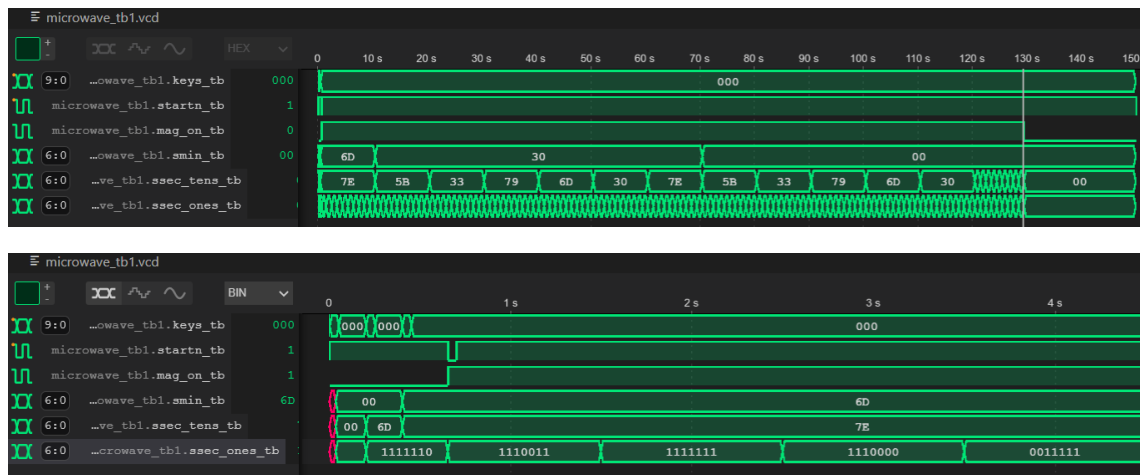 microwave_tb1.vcd
+ - HEX
0 10 s 20 s 30 s 40 s 50 s 60 s 70 s 80 s 90 s 100 s 110 s 120 s 130 s 140 s 150
9:0 …owave_tb1.keys_tb 000 000
microwave_tb1.startn_tb 1
microwave_tb1.mag_on_tb 0
6:0 …owave_tb1.smin_tb 00 6D 30 00
6:0 …ve_tb1.ssec_tens_tb 7E 5B 33 79 6D 30 7E 5B 33 79 6D 30 00
6:0 …ve_tb1.ssec_ones_tb
microwave_tb1.vcd
+ - BIN
0 1 s 2 s 3 s 4 s
9:0 …owave_tb1.keys_tb 000 000 000 000
microwave_tb1.startn_tb 1
microwave_tb1.mag_on_tb 1
6:0 …owave_tb1.smin_tb 6D 00 6D
6:0 …ve_tb1.ssec_tens_tb 00 6D 7E
6:0 …crowave_tb1.ssec_ones_tb 1111110 1110011 1111111 1110000 0011111